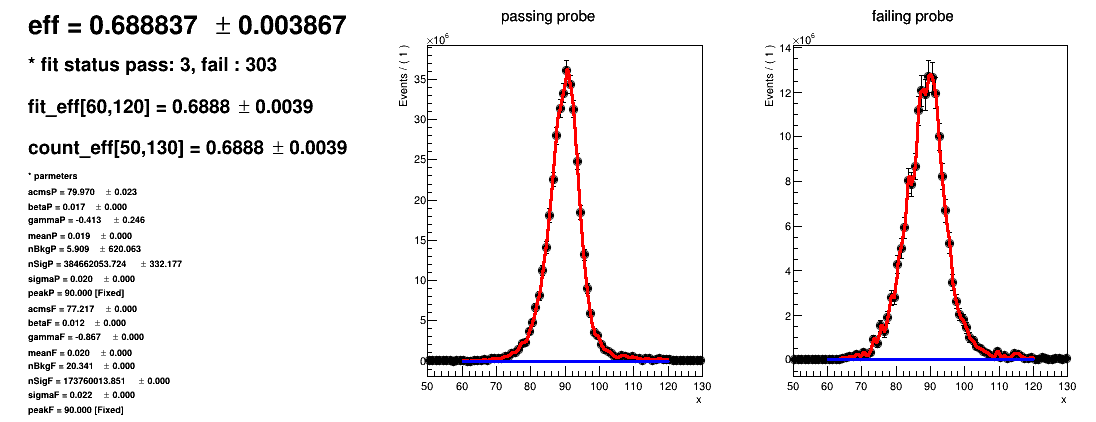 eff = 0.688837 ± 0.003867
* fit status pass: 3, fail : 303
fit_eff[60,120] = 0.6888 ± 0.0039
count_eff[50,130] = 0.6888 ± 0.0039
* parmeters
acmsP = 79.970 ± 0.023
betaP = 0.017 ± 0.000
gammaP = -0.413 ± 0.246
meanP = 0.019 ± 0.000
nBkgP = 5.909 ± 620.063
nSigP = 384662053.724 ± 332.177
sigmaP = 0.020 ± 0.000
peakP = 90.000 [Fixed]
acmsF = 77.217 ± 0.000
betaF = 0.012 ± 0.000
gammaF = -0.867 ± 0.000
meanF = 0.020 ± 0.000
nBkgF = 20.341 ± 0.000
nSigF = 173760013.851 ± 0.000
sigmaF = 0.022 ± 0.000
peakF = 90.000 [Fixed]
passing probe
×10⁶
Events / ( 1 )
35
30
25
20
15
10
5
0
50 60 70 80 90 100 110 120 130
x
failing probe
×10⁶
Events / ( 1 )
14
12
10
8
6
4
2
0
50 60 70 80 90 100 110 120 130
x